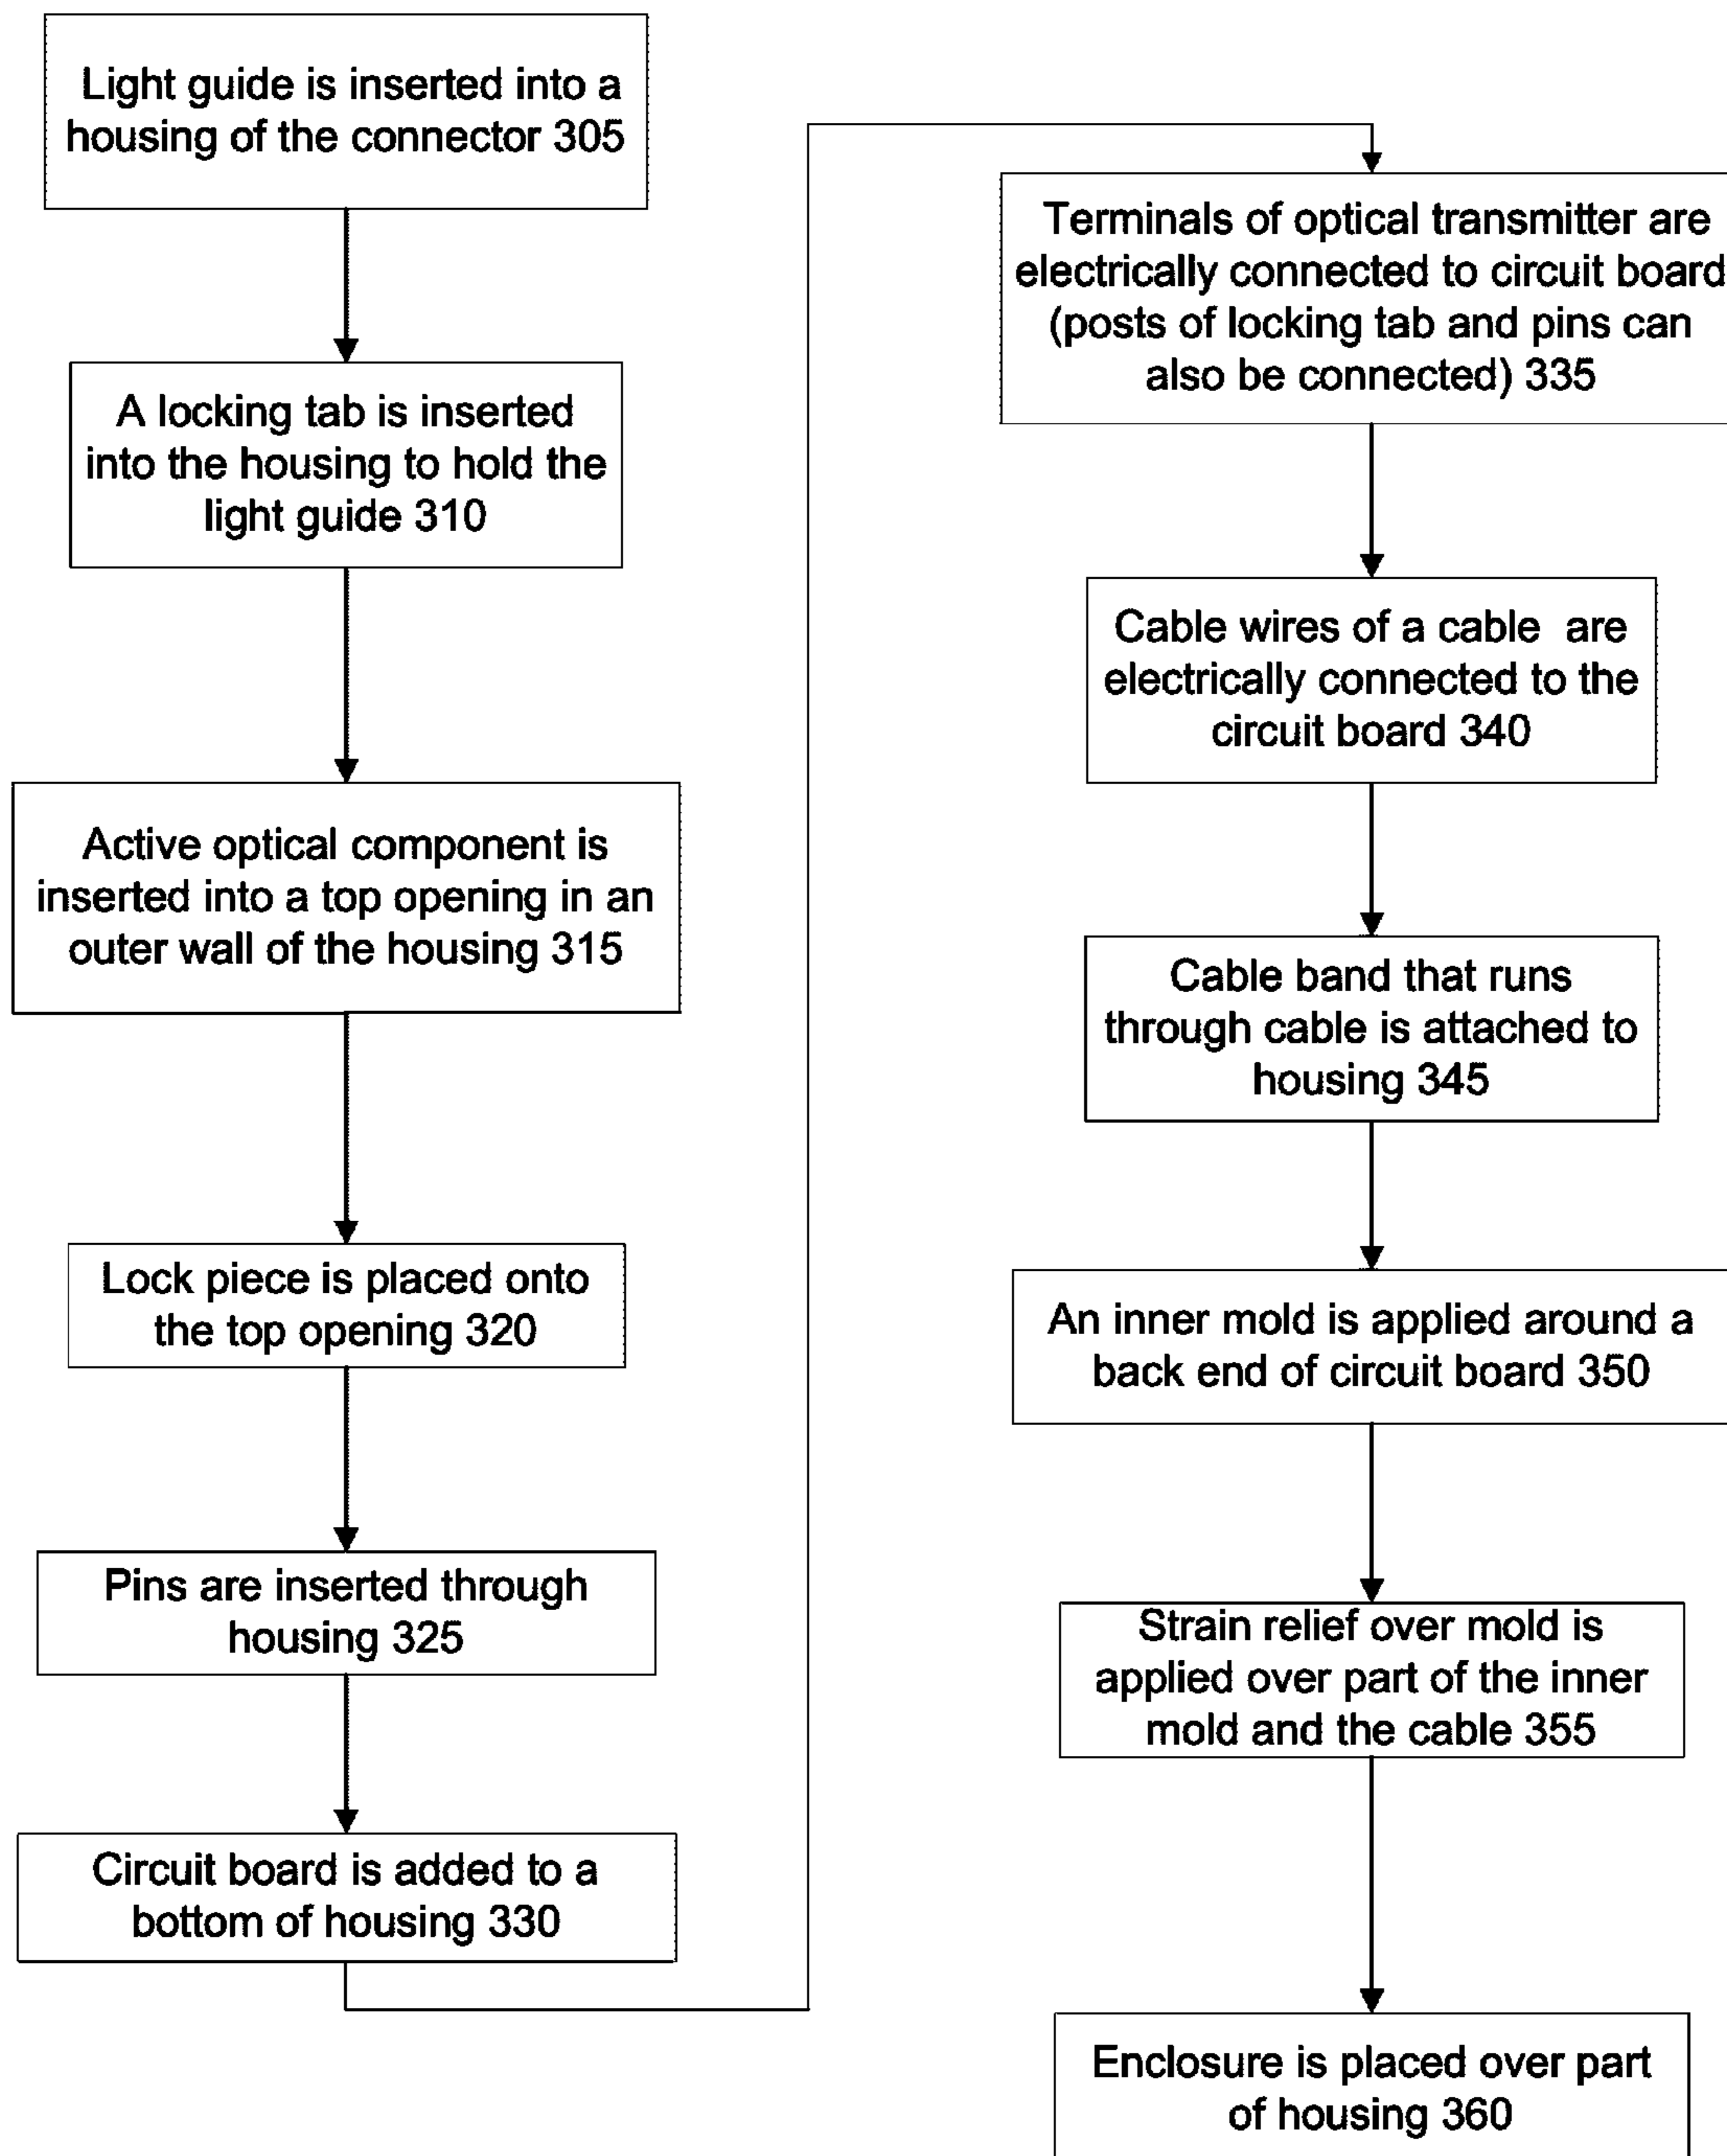 Light guide is inserted into a
housing of the connector 305
A locking tab is inserted
into the housing to hold the
light guide 310
Active optical component is
inserted into a top opening in an
outer wall of the housing 315
Lock piece is placed onto
the top opening 320
Pins are inserted through
housing 325
Circuit board is added to a
bottom of housing 330
Terminals of optical transmitter are
electrically connected to circuit board
(posts of locking tab and pins can
also be connected) 335
Cable wires of a cable are
electrically connected to the
circuit board 340
Cable band that runs
through cable is attached to
housing 345
An inner mold is applied around a
back end of circuit board 350
Strain relief over mold is
applied over part of the inner
mold and the cable 355
Enclosure is placed over part
of housing 360